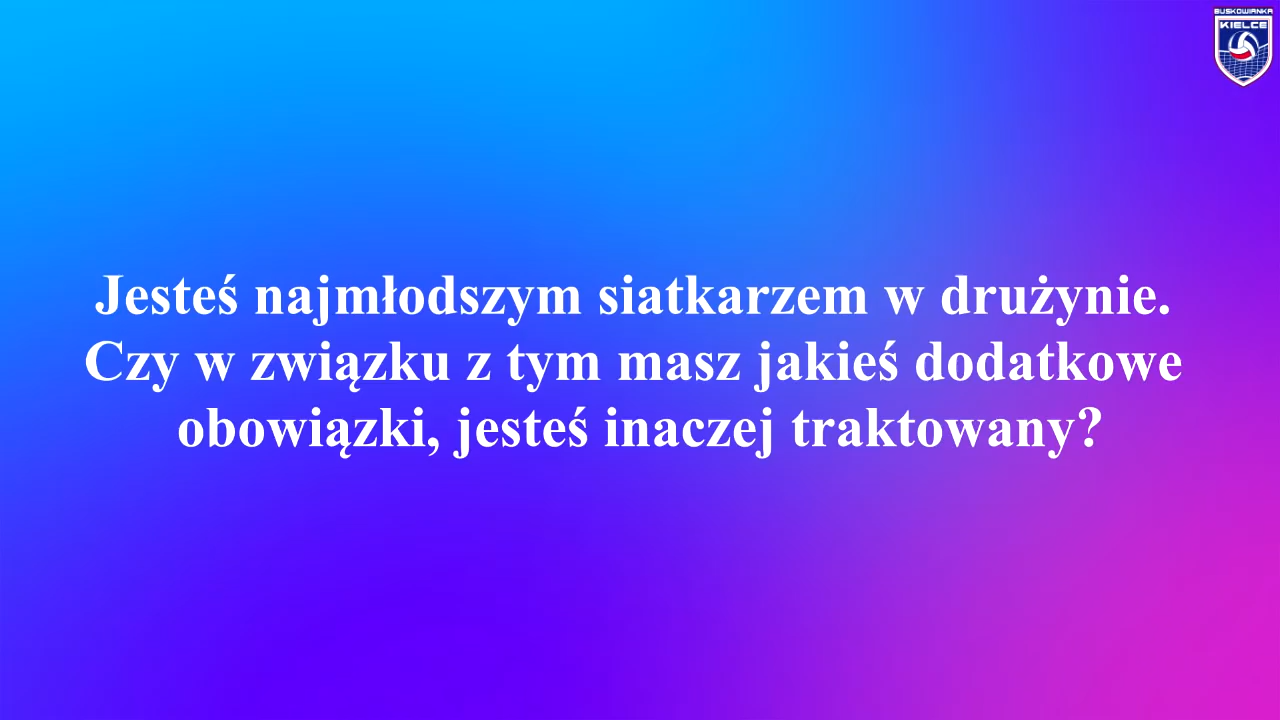 BUSKOWIANKA
KIELCE
Jesteś najmłodszym siatkarzem w drużynie.
Czy w związku z tym masz jakieś dodatkowe
obowiązki, jesteś inaczej traktowany?